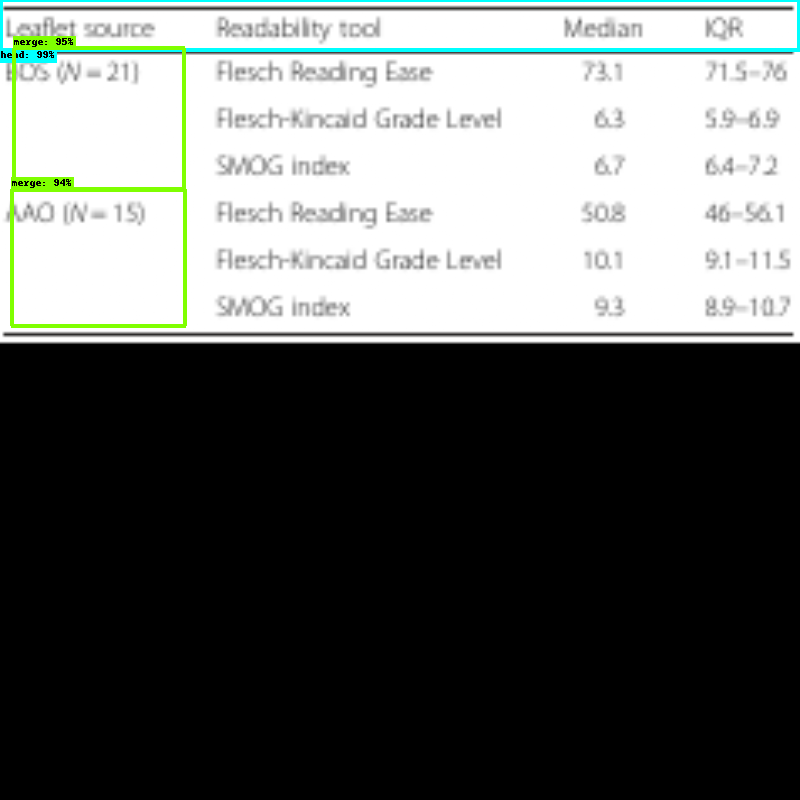 Leaflet source Readability tool Median IQR
merge: 95%
head: 99%
BOS (N = 21) Flesch Reading Ease 73.1 71.5–76
Flesch-Kincaid Grade Level 6.3 5.9–6.9
SMOG index 6.7 6.4–7.2
merge: 94%
AAO (N = 15) Flesch Reading Ease 50.8 46–56.1
Flesch-Kincaid Grade Level 10.1 9.1–11.5
SMOG index 9.3 8.9–10.7